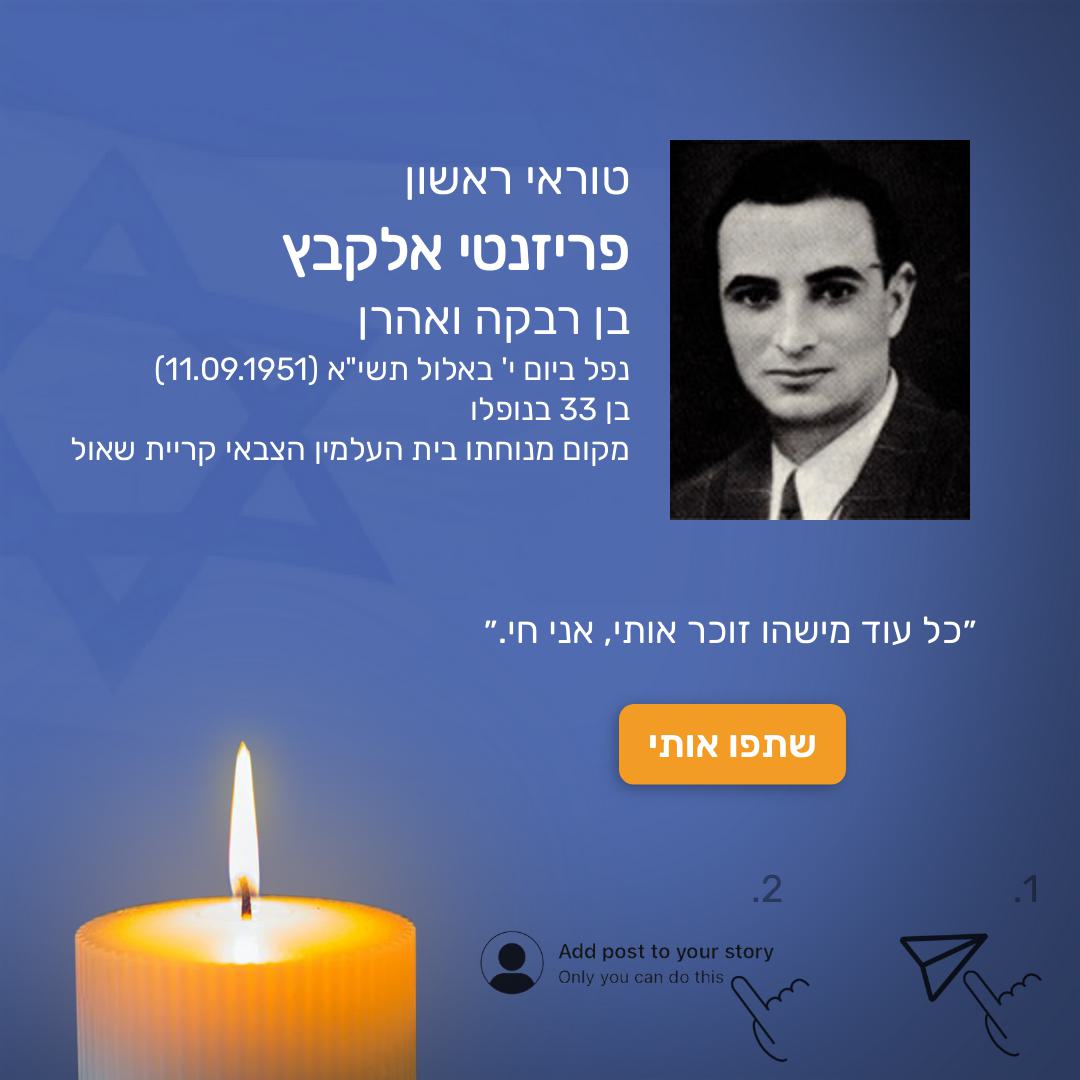 טוראי ראשון
פריזנטי אלקבץ
בן רבקה ואהרן
נפל ביום י' באלול תשי"א (11.09.1951)
בן 33 בנופלו
מקום מנוחתו בית העלמין הצבאי קריית שאול
״כל עוד מישהו זוכר אותי, אני חי.״
שתפו אותי
.1
.2
Add post to your story
Only you can do this